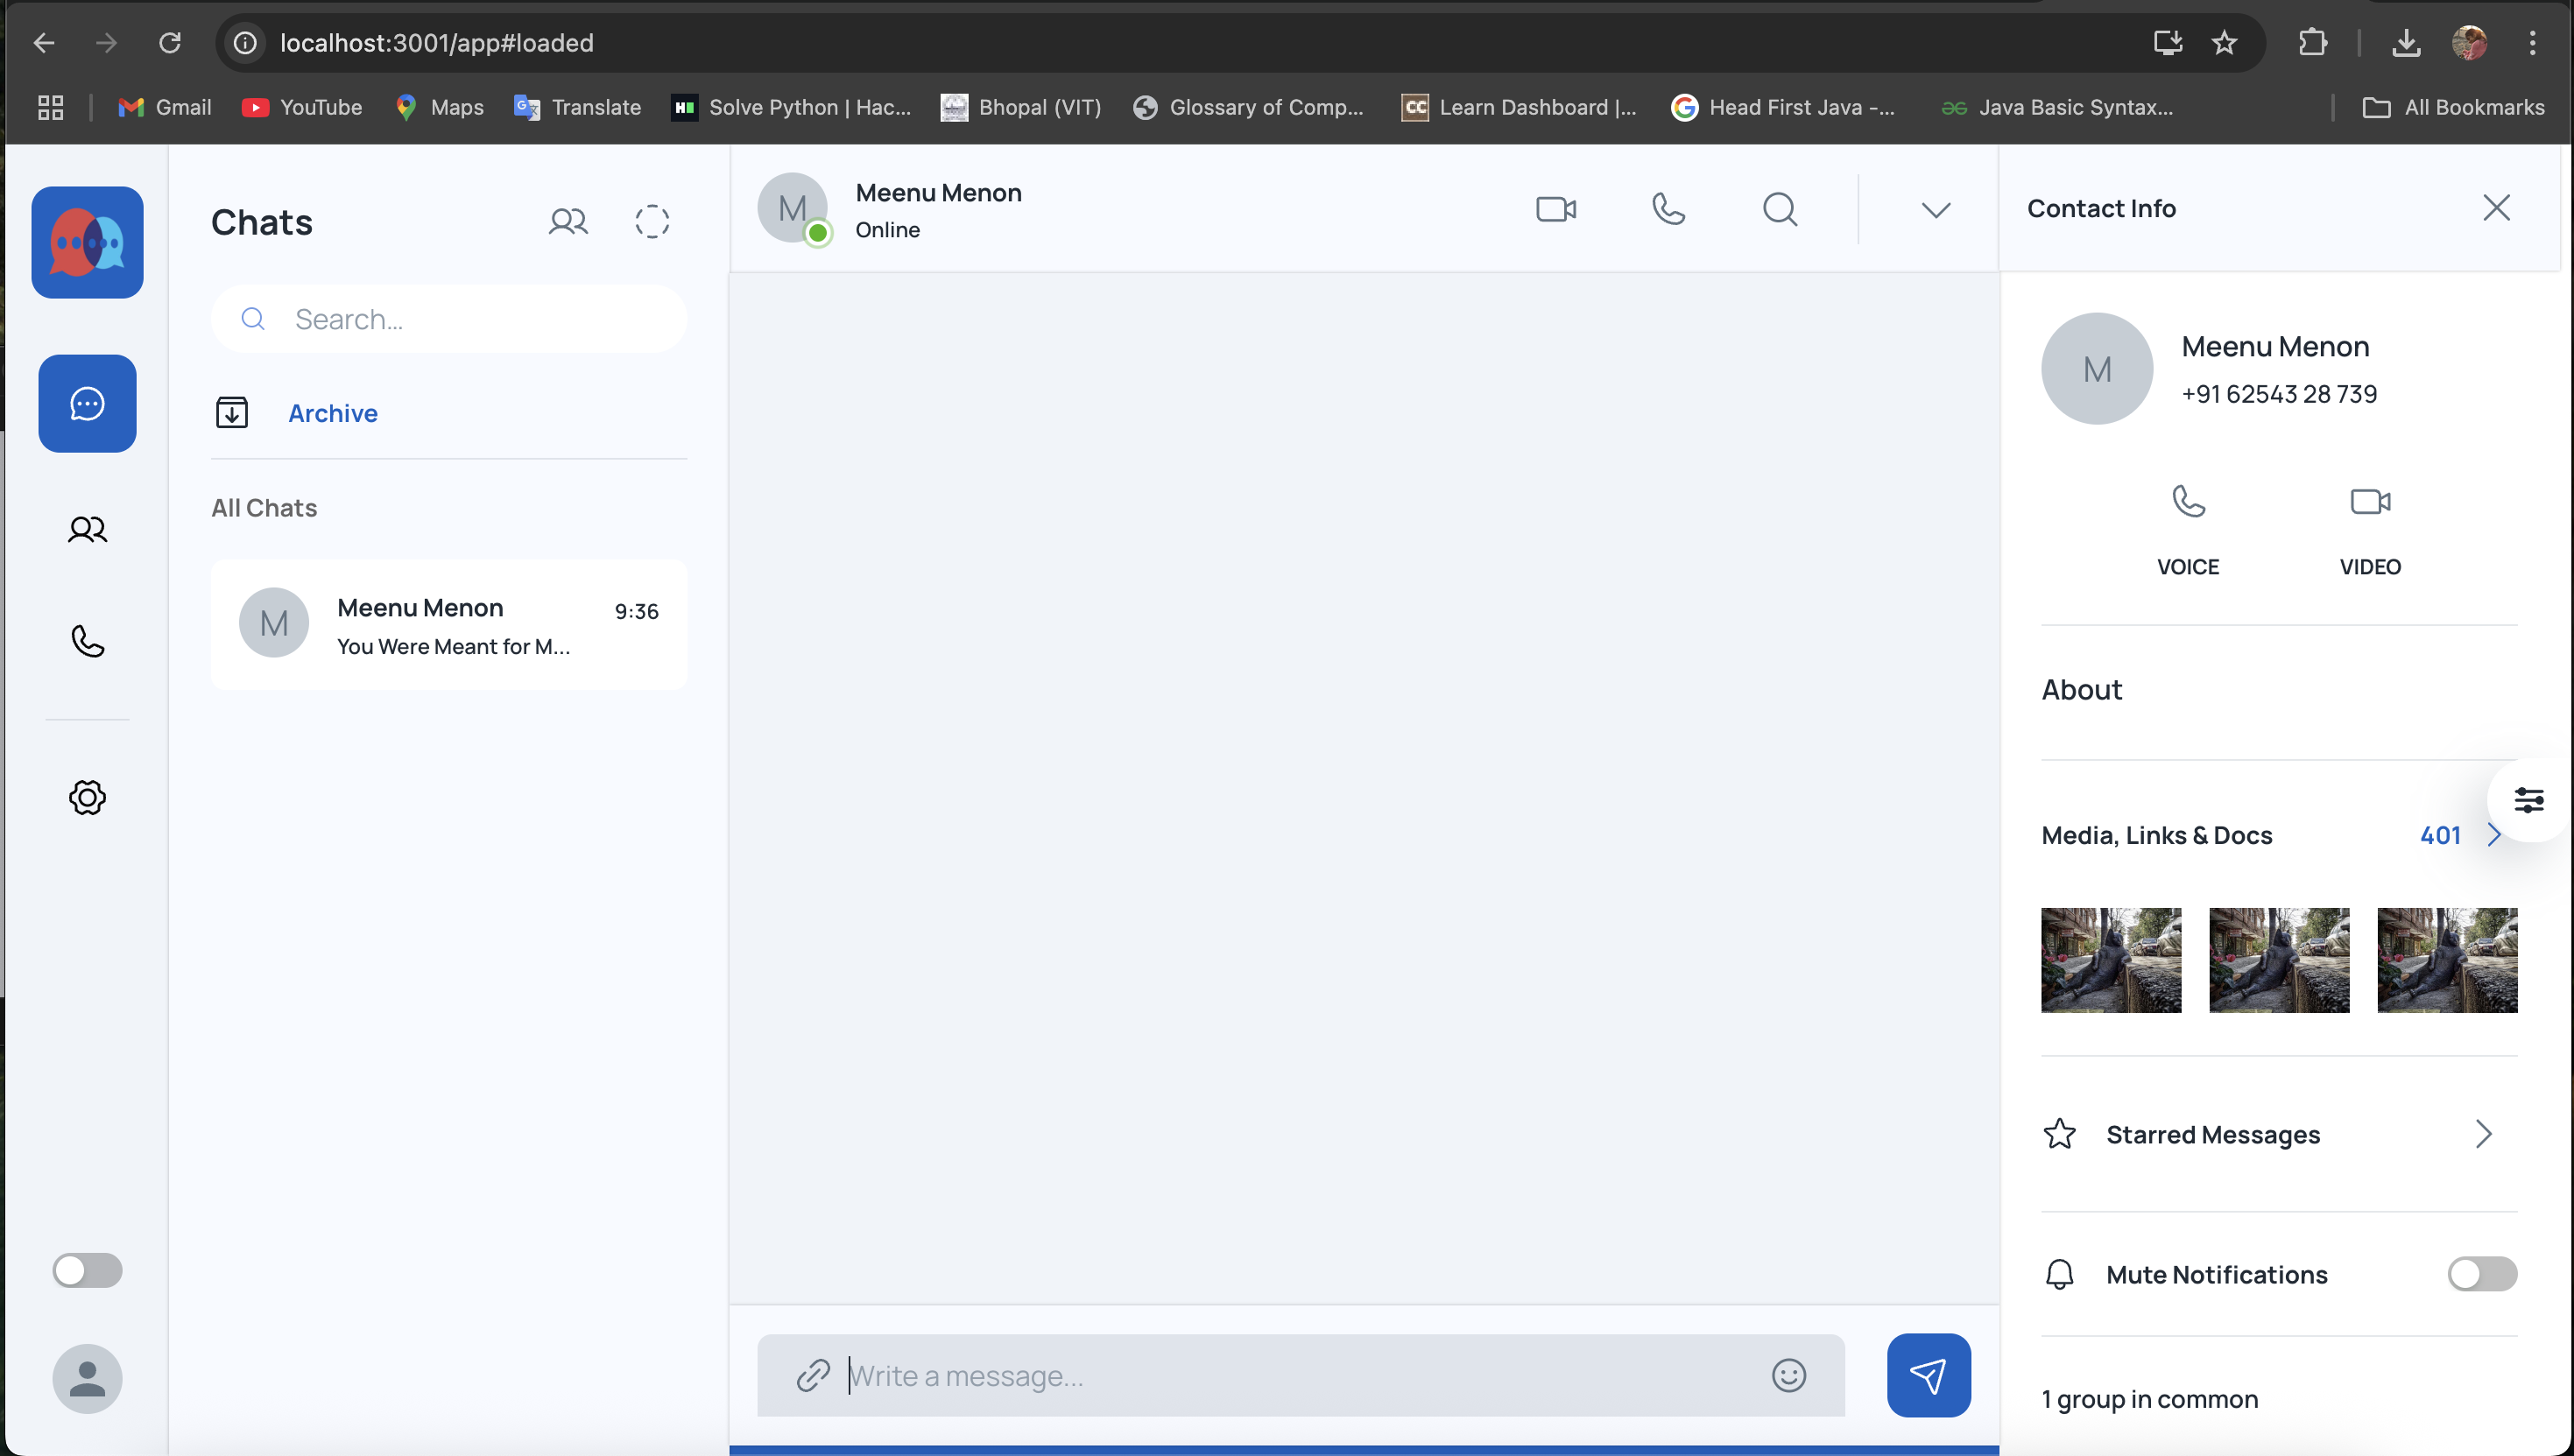 localhost:3001/app#loaded
Gmail
YouTube
Maps
Translate
Solve Python | Hac...
Bhopal (VIT)
Glossary of Comp...
Learn Dashboard |...
Head First Java -...
Java Basic Syntax...
All Bookmarks
Chats
Search...
Archive
All Chats
M
Meenu Menon
9:36
You Were Meant for M...
M
Meenu Menon
Online
Write a message...
Contact Info
M
Meenu Menon
+91 62543 28 739
VOICE
VIDEO
About
Media, Links & Docs
401
Starred Messages
Mute Notifications
1 group in common